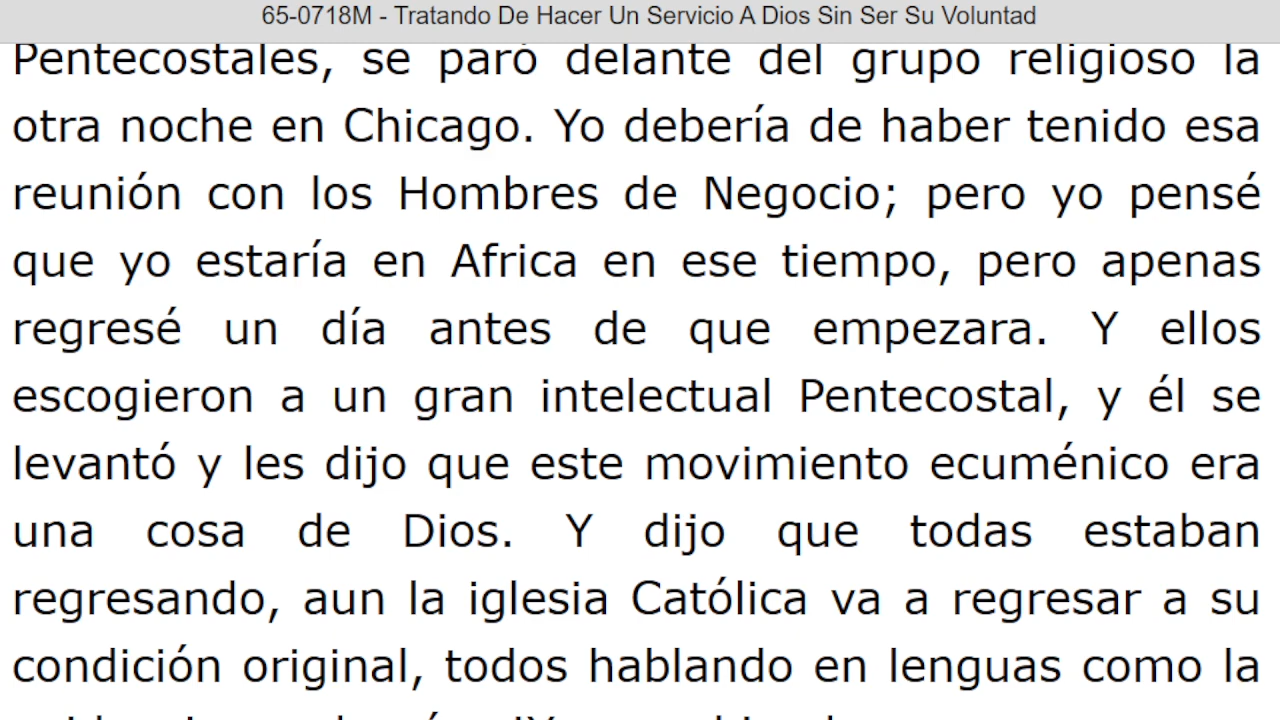 65-0718M - Tratando De Hacer Un Servicio A Dios Sin Ser Su Voluntad
Pentecostales, se paró delante del grupo religioso la
otra noche en Chicago. Yo debería de haber tenido esa
reunión con los Hombres de Negocio; pero yo pensé
que yo estaría en Africa en ese tiempo, pero apenas
regresé un día antes de que empezara. Y ellos
escogieron a un gran intelectual Pentecostal, y él se
levantó y les dijo que este movimiento ecuménico era
una cosa de Dios. Y dijo que todas estaban
regresando, aun la iglesia Católica va a regresar a su
condición original, todos hablando en lenguas como la